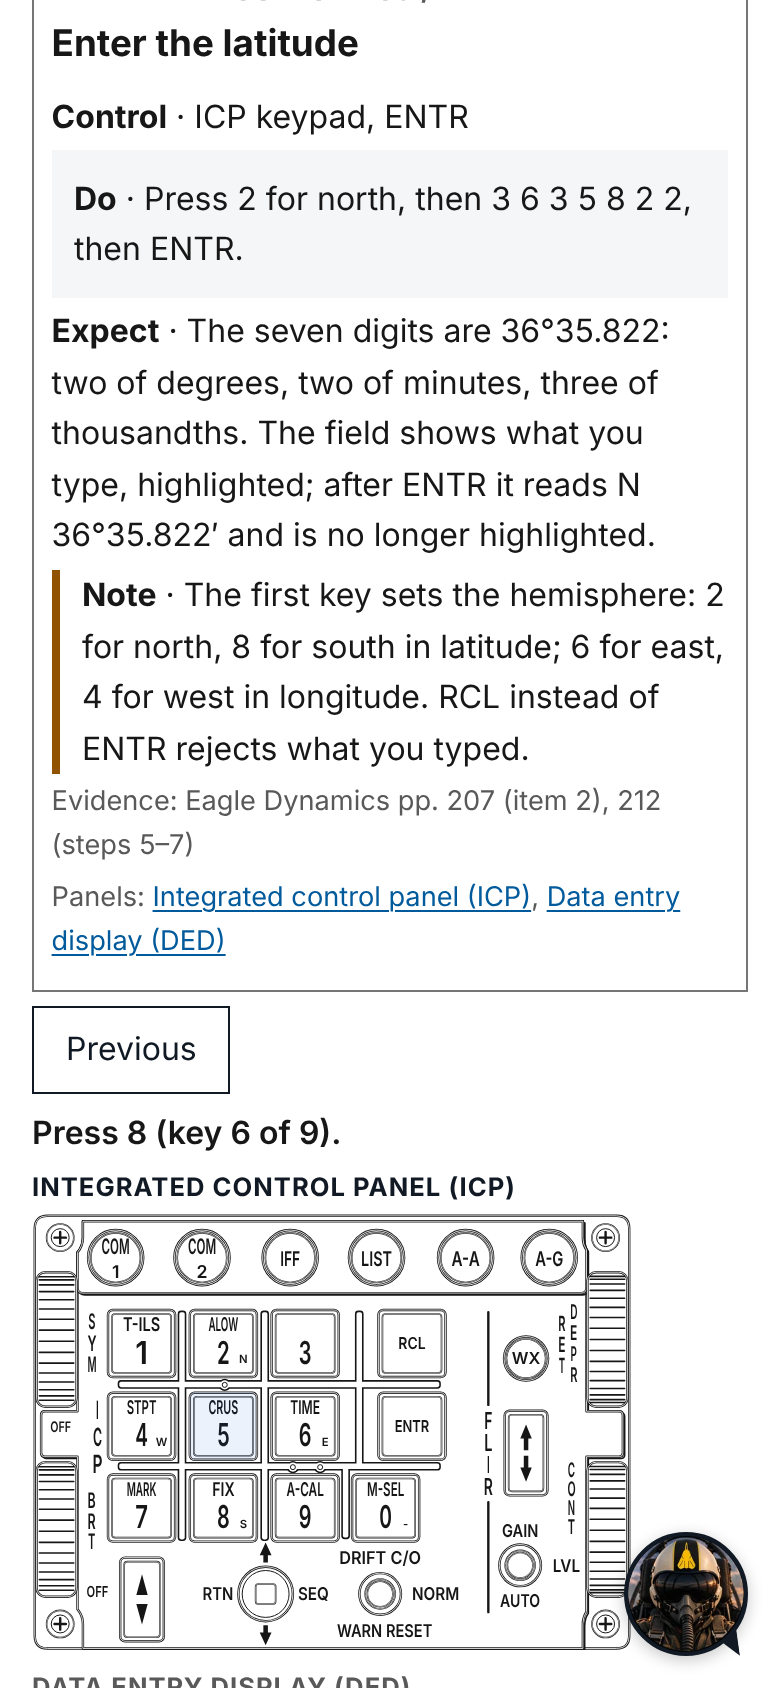 Enter the latitude
Control · ICP keypad, ENTR
Do · Press 2 for north, then 3 6 3 5 8 2 2,
then ENTR.
Expect · The seven digits are 36°35.822:
two of degrees, two of minutes, three of
thousandths. The field shows what you
type, highlighted; after ENTR it reads N
36°35.822′ and is no longer highlighted.
Note · The first key sets the hemisphere: 2
for north, 8 for south in latitude; 6 for east,
4 for west in longitude. RCL instead of
ENTR rejects what you typed.
Evidence: Eagle Dynamics pp. 207 (item 2), 212
(steps 5–7)
Panels: Integrated control panel (ICP), Data entry
display (DED)
Previous
Press 8 (key 6 of 9).
INTEGRATED CONTROL PANEL (ICP)
COM 1
COM 2
IFF
LIST
A-A
A-G
SYM
T-ILS 1
ALOW 2 N
3
RCL
WX
RET
DEPR
OFF
ICP
STPT 4 W
CRUS 5
TIME 6 E
ENTR
FLIR
CONT
BRT
MARK 7
FIX 8 S
A-CAL 9
M-SEL 0 -
GAIN
LVL
AUTO
OFF
RTN
SEQ
DRIFT C/O
NORM
WARN RESET
DATA ENTRY DISPLAY (DED)